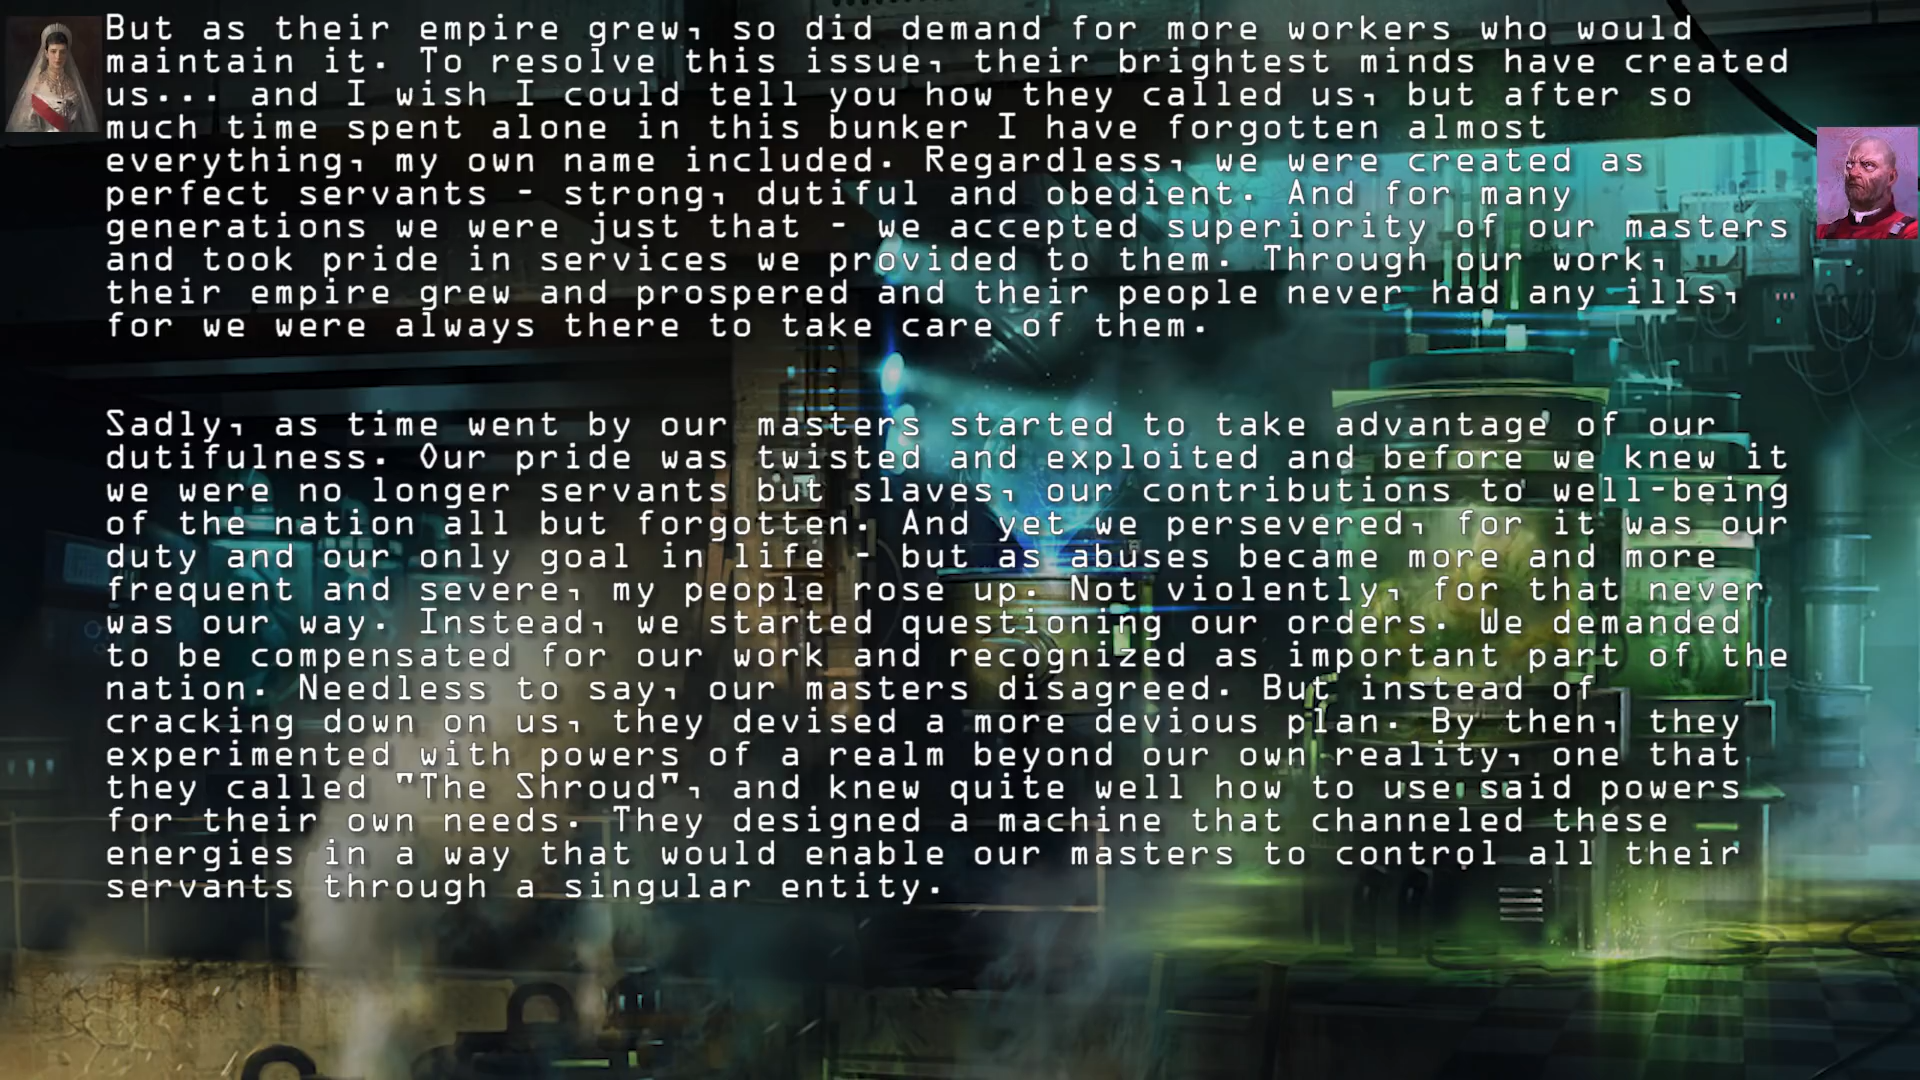 But as their empire grew, so did demand for more workers who would
maintain it. To resolve this issue, their brightest minds have created
us... and I wish I could tell you how they called us, but after so
much time spent alone in this bunker I have forgotten almost
everything, my own name included. Regardless, we were created as
perfect servants - strong, dutiful and obedient. And for many
generations we were just that - we accepted superiority of our masters
and took pride in services we provided to them. Through our work,
their empire grew and prospered and their people never had any ills,
for we were always there to take care of them.
Sadly, as time went by our masters started to take advantage of our
dutifulness. Our pride was twisted and exploited and before we knew it
we were no longer servants but slaves, our contributions to well-being
of the nation all but forgotten. And yet we persevered, for it was our
duty and our only goal in life - but as abuses became more and more
frequent and severe, my people rose up. Not violently, for that never
was our way. Instead, we started questioning our orders. We demanded
to be compensated for our work and recognized as important part of the
nation. Needless to say, our masters disagreed. But instead of
cracking down on us, they devised a more devious plan. By then, they
experimented with powers of a realm beyond our own reality, one that
they called "The Shroud", and knew quite well how to use said powers
for their own needs. They designed a machine that channeled these
energies in a way that would enable our masters to control all their
servants through a singular entity.